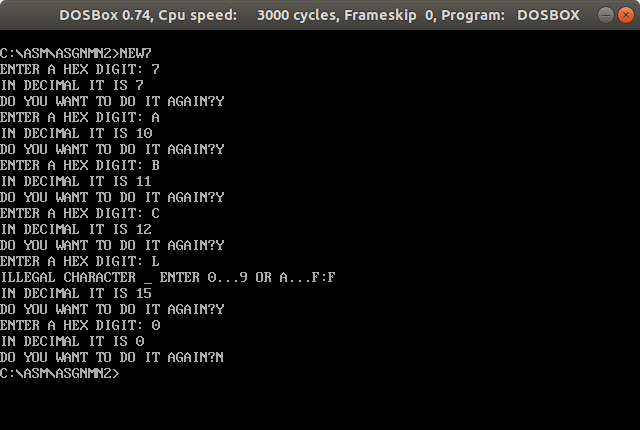 DOSBox 0.74, Cpu speed: 3000 cycles, Frameskip 0, Program: DOSBOX
C:\ASM\ASGNMN2>NEW7
ENTER A HEX DIGIT: 7
IN DECIMAL IT IS 7
DO YOU WANT TO DO IT AGAIN?Y
ENTER A HEX DIGIT: A
IN DECIMAL IT IS 10
DO YOU WANT TO DO IT AGAIN?Y
ENTER A HEX DIGIT: B
IN DECIMAL IT IS 11
DO YOU WANT TO DO IT AGAIN?Y
ENTER A HEX DIGIT: C
IN DECIMAL IT IS 12
DO YOU WANT TO DO IT AGAIN?Y
ENTER A HEX DIGIT: L
ILLEGAL CHARACTER _ ENTER 0...9 OR A...F:F
IN DECIMAL IT IS 15
DO YOU WANT TO DO IT AGAIN?Y
ENTER A HEX DIGIT: 0
IN DECIMAL IT IS 0
DO YOU WANT TO DO IT AGAIN?N
C:\ASM\ASGNMN2>